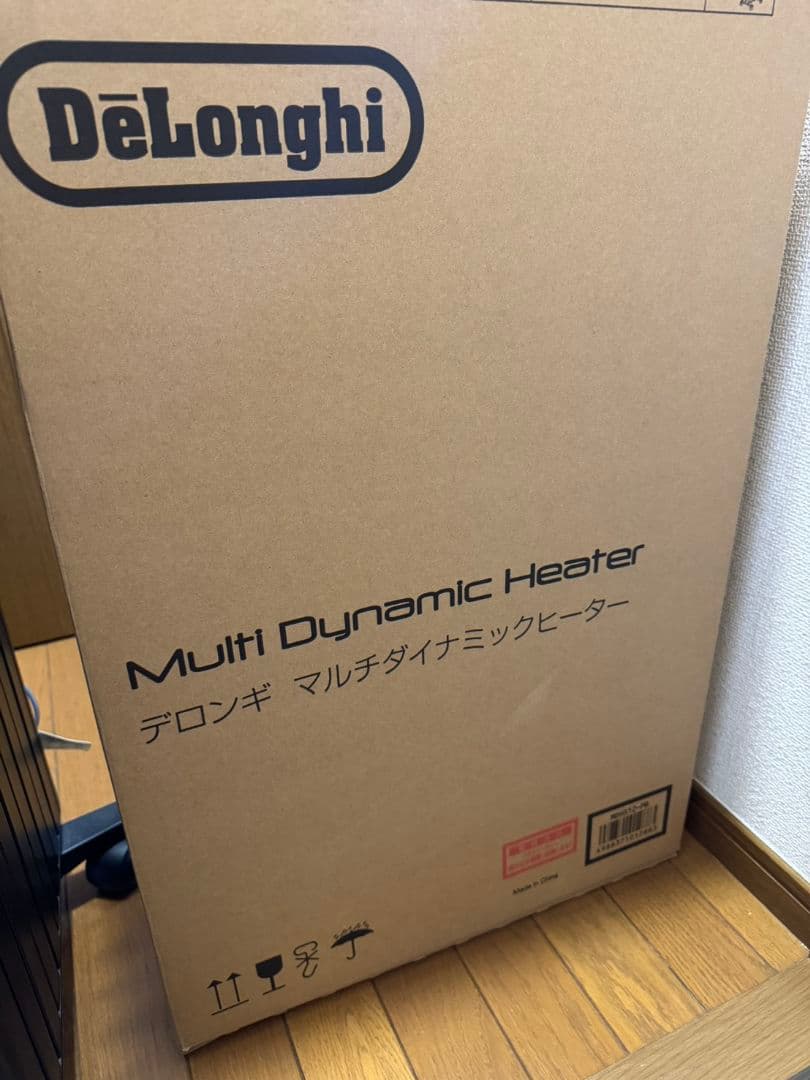 DēLonghi
Multi Dynamic Heater
デロンギ マルチダイナミックヒーター
Made in China